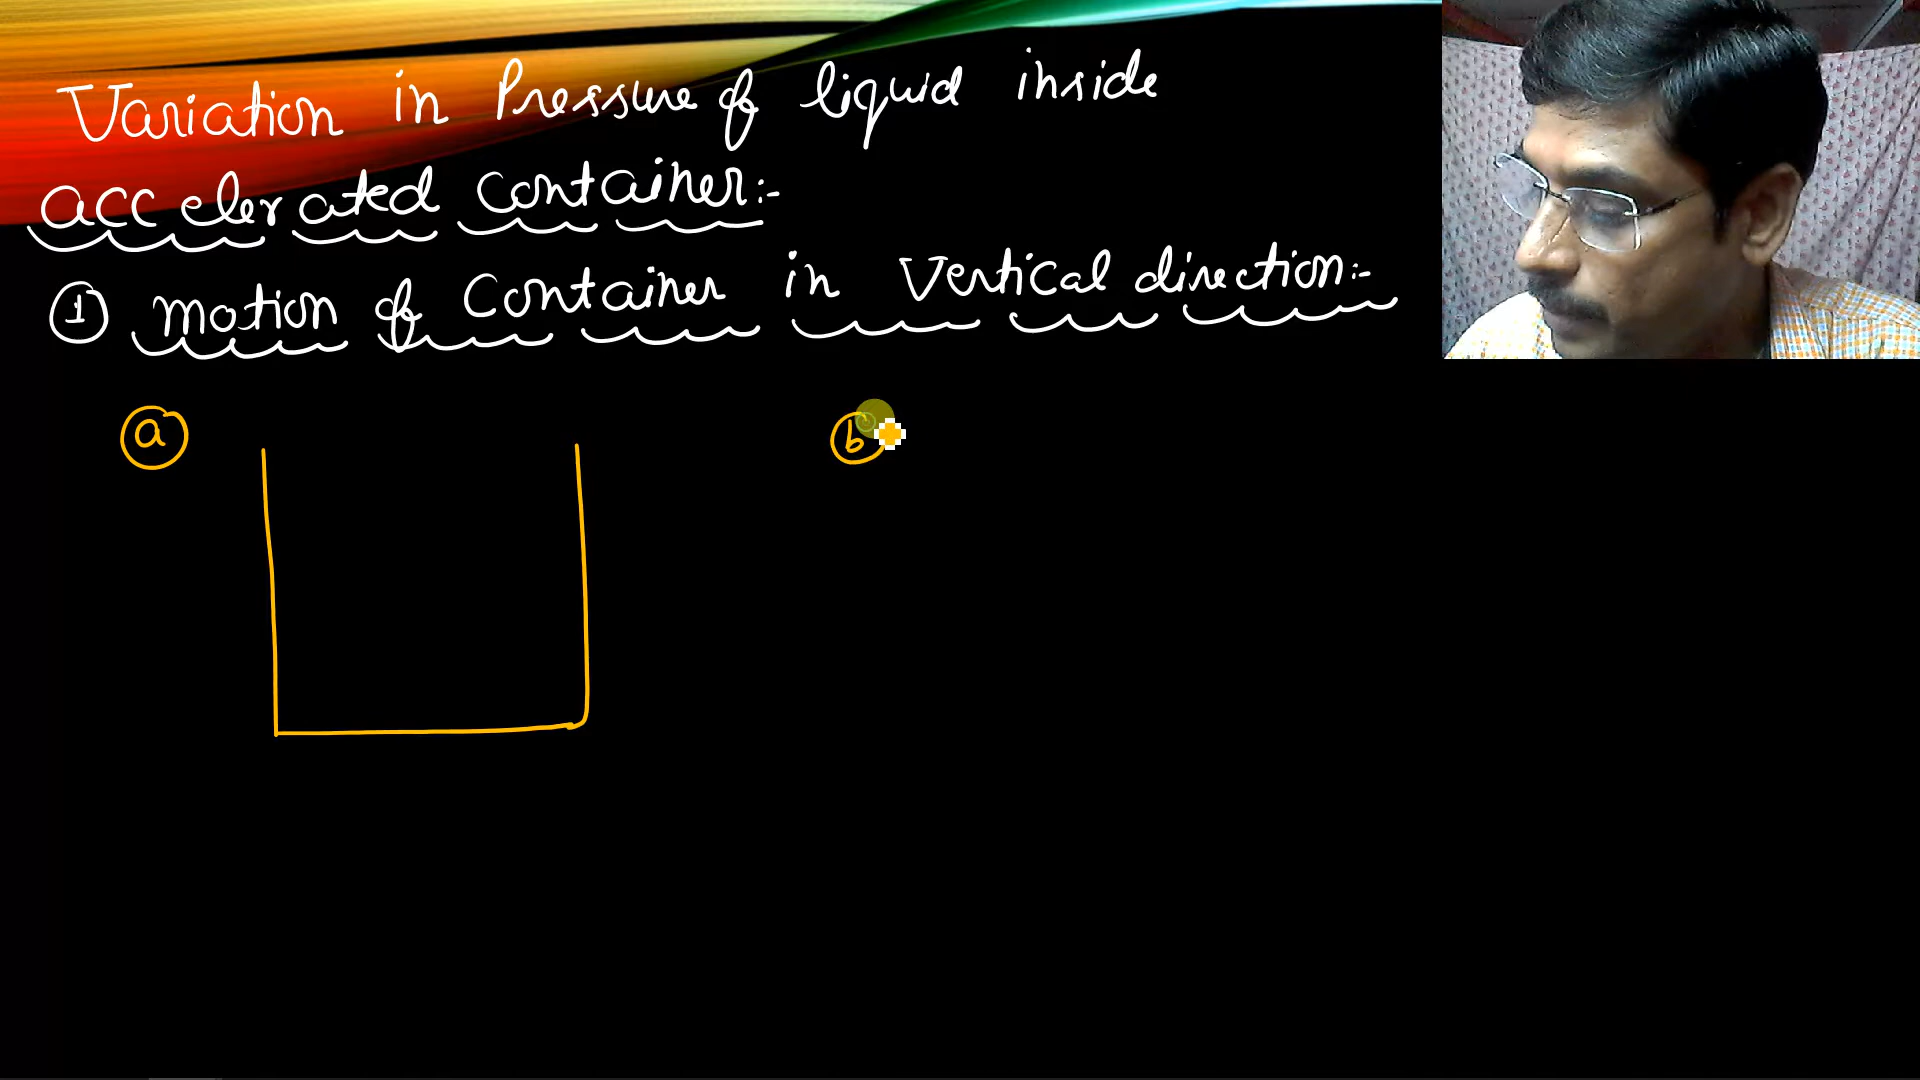 Variation in Pressure of liquid inside
accelerated Container:-
① motion of Container in Vertical direction:-
ⓐ ⓑ